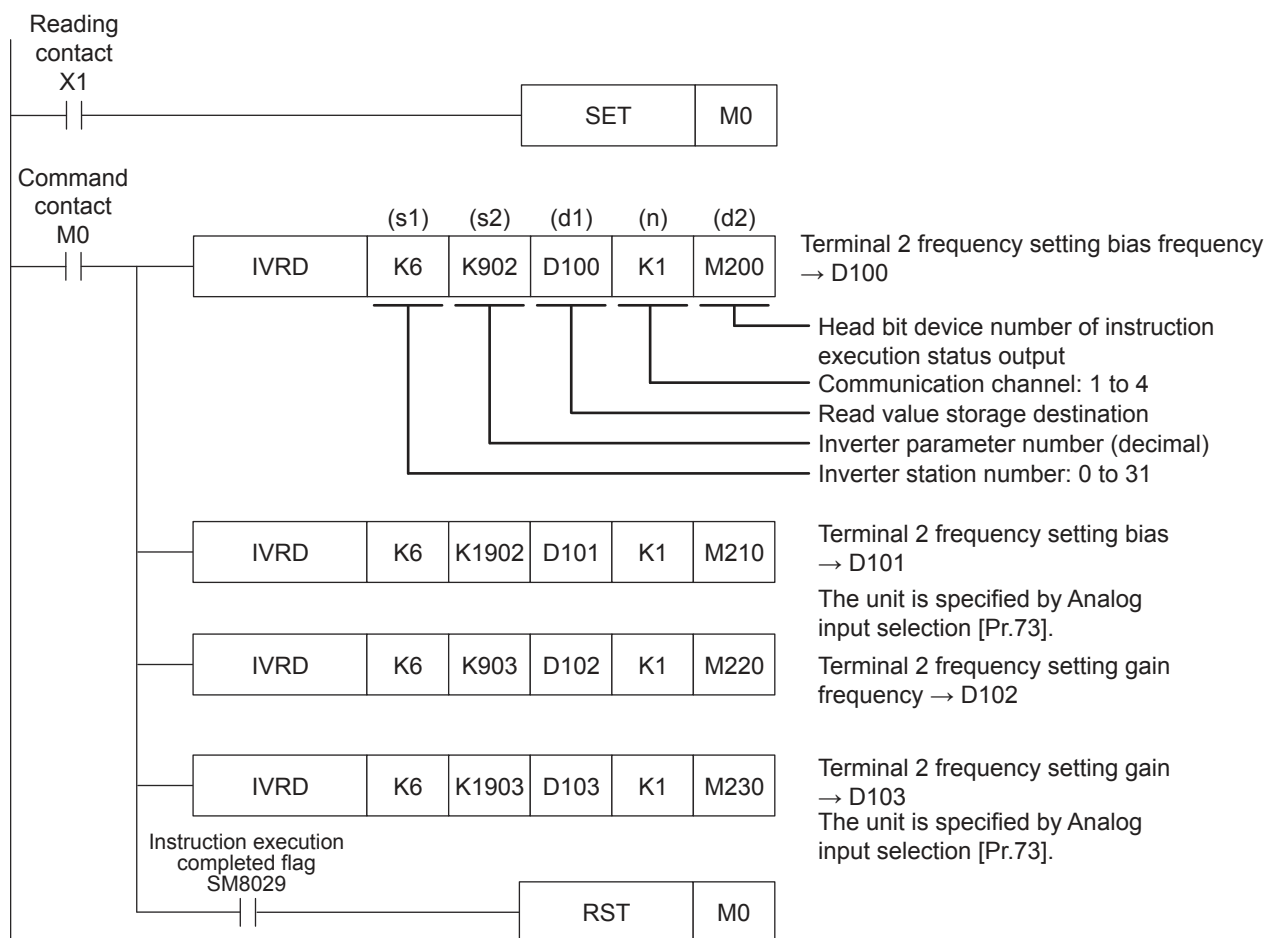 Reading
contact
X1
SET M0
Command
contact
M0
(s1) (s2) (d1) (n) (d2)
IVRD K6 K902 D100 K1 M200
Terminal 2 frequency setting bias frequency
→ D100
Head bit device number of instruction
execution status output
Communication channel: 1 to 4
Read value storage destination
Inverter parameter number (decimal)
Inverter station number: 0 to 31
IVRD K6 K1902 D101 K1 M210
Terminal 2 frequency setting bias
→ D101
The unit is specified by Analog
input selection [Pr.73].
IVRD K6 K903 D102 K1 M220
Terminal 2 frequency setting gain
frequency → D102
IVRD K6 K1903 D103 K1 M230
Terminal 2 frequency setting gain
→ D103
The unit is specified by Analog
input selection [Pr.73].
Instruction execution
completed flag
SM8029
RST M0